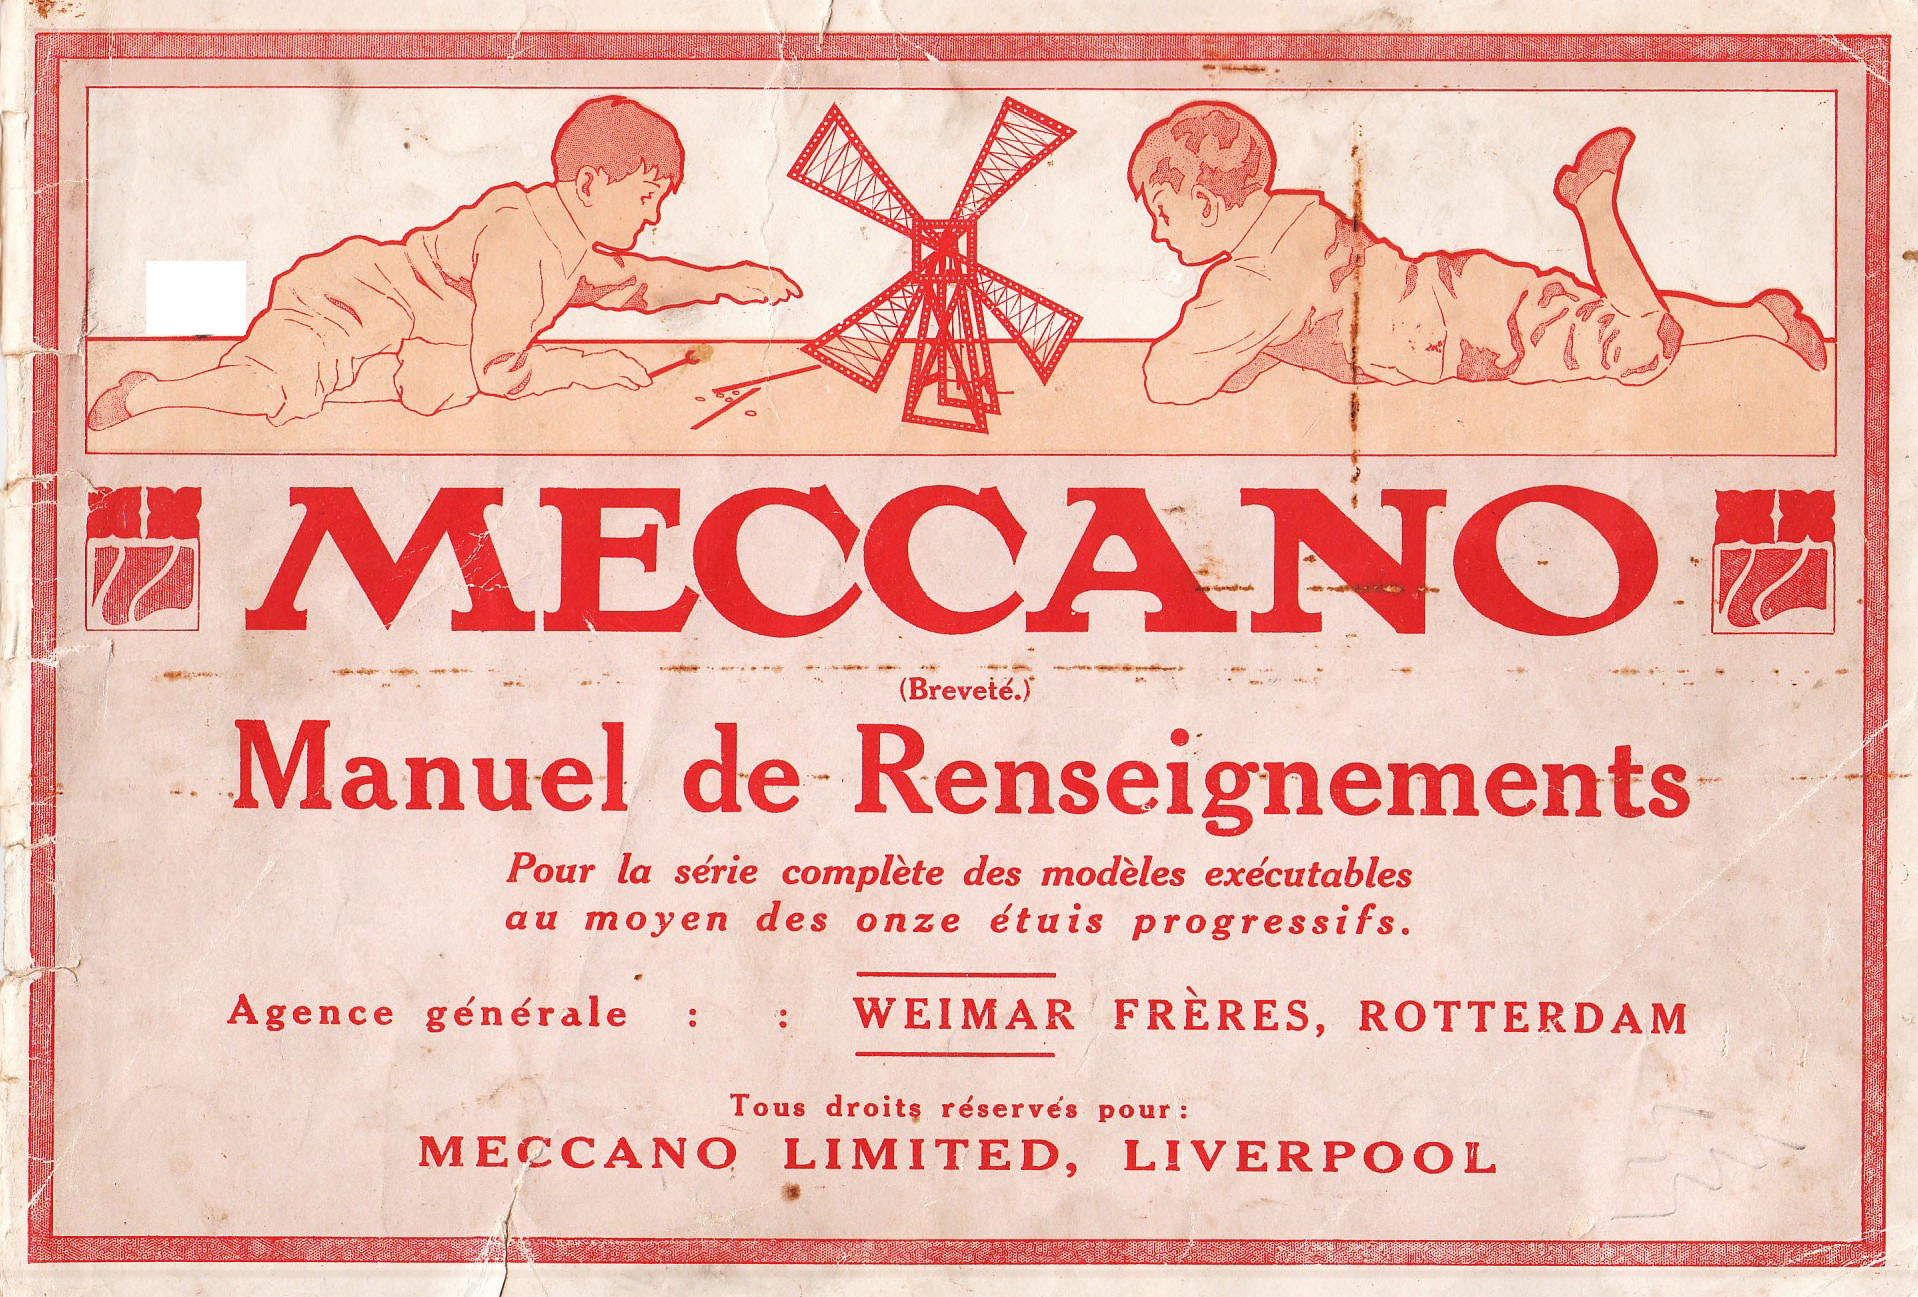 MECCANO
(Breveté.)
Manuel de Renseignements
Pour la série complète des modèles exécutables
au moyen des onze étuis progressifs.
Agence générale : : WEIMAR FRÈRES, ROTTERDAM
Tous droits réservés pour:
MECCANO LIMITED, LIVERPOOL